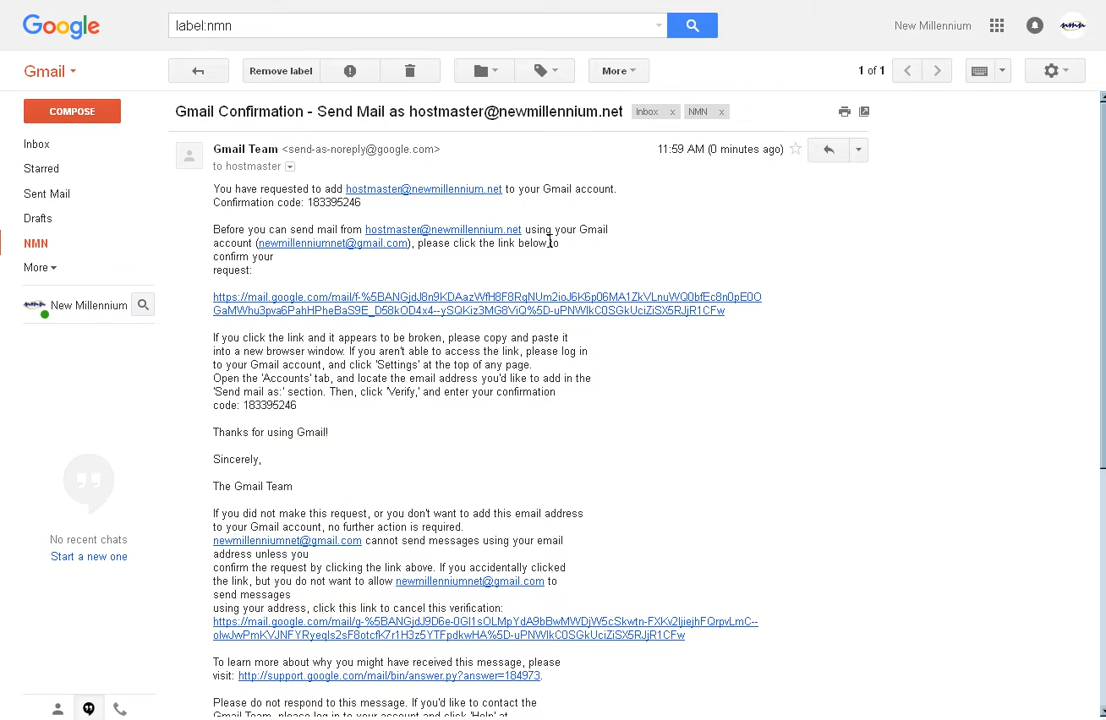 Google
label:nmn
New Millennium
nmn
Gmail
Remove label
More
1 of 1
COMPOSE
Gmail Confirmation - Send Mail as hostmaster@newmillennium.net
Inbox x
NMN x
Inbox
Starred
Sent Mail
Drafts
NMN
More
New Millennium
No recent chats
Start a new one
Gmail Team <send-as-noreply@google.com>
11:59 AM (0 minutes ago)
to hostmaster
You have requested to add hostmaster@newmillennium.net to your Gmail account.
Confirmation code: 183395246
Before you can send mail from hostmaster@newmillennium.net using your Gmail
account (newmillenniumnet@gmail.com), please click the link below to
confirm your
request:
If you click the link and it appears to be broken, please copy and paste it
into a new browser window. If you aren't able to access the link, please log in
to your Gmail account, and click 'Settings' at the top of any page.
Open the 'Accounts' tab, and locate the email address you'd like to add in the
'Send mail as:' section. Then, click 'Verify,' and enter your confirmation
code: 183395246
Thanks for using Gmail!
Sincerely,
The Gmail Team
If you did not make this request, or you don't want to add this email address
to your Gmail account, no further action is required.
newmillenniumnet@gmail.com cannot send messages using your email
address unless you
confirm the request by clicking the link above. If you accidentally clicked
the link, but you do not want to allow newmillenniumnet@gmail.com to
send messages
using your address, click this link to cancel this verification:
To learn more about why you might have received this message, please
visit: http://support.google.com/mail/bin/answer.py?answer=184973.
Please do not respond to this message. If you'd like to contact the
Gmail Team, please log in to your account and click 'Help' at